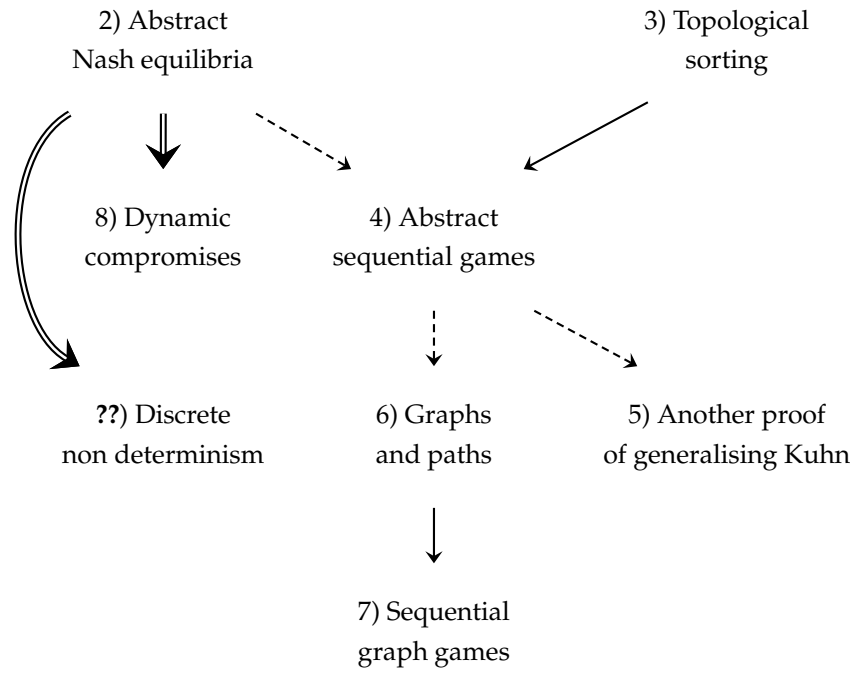 2) Abstract
Nash equilibria
3) Topological
sorting
8) Dynamic
compromises
4) Abstract
sequential games
??) Discrete
non determinism
6) Graphs
and paths
5) Another proof
of generalising Kuhn
7) Sequential
graph games